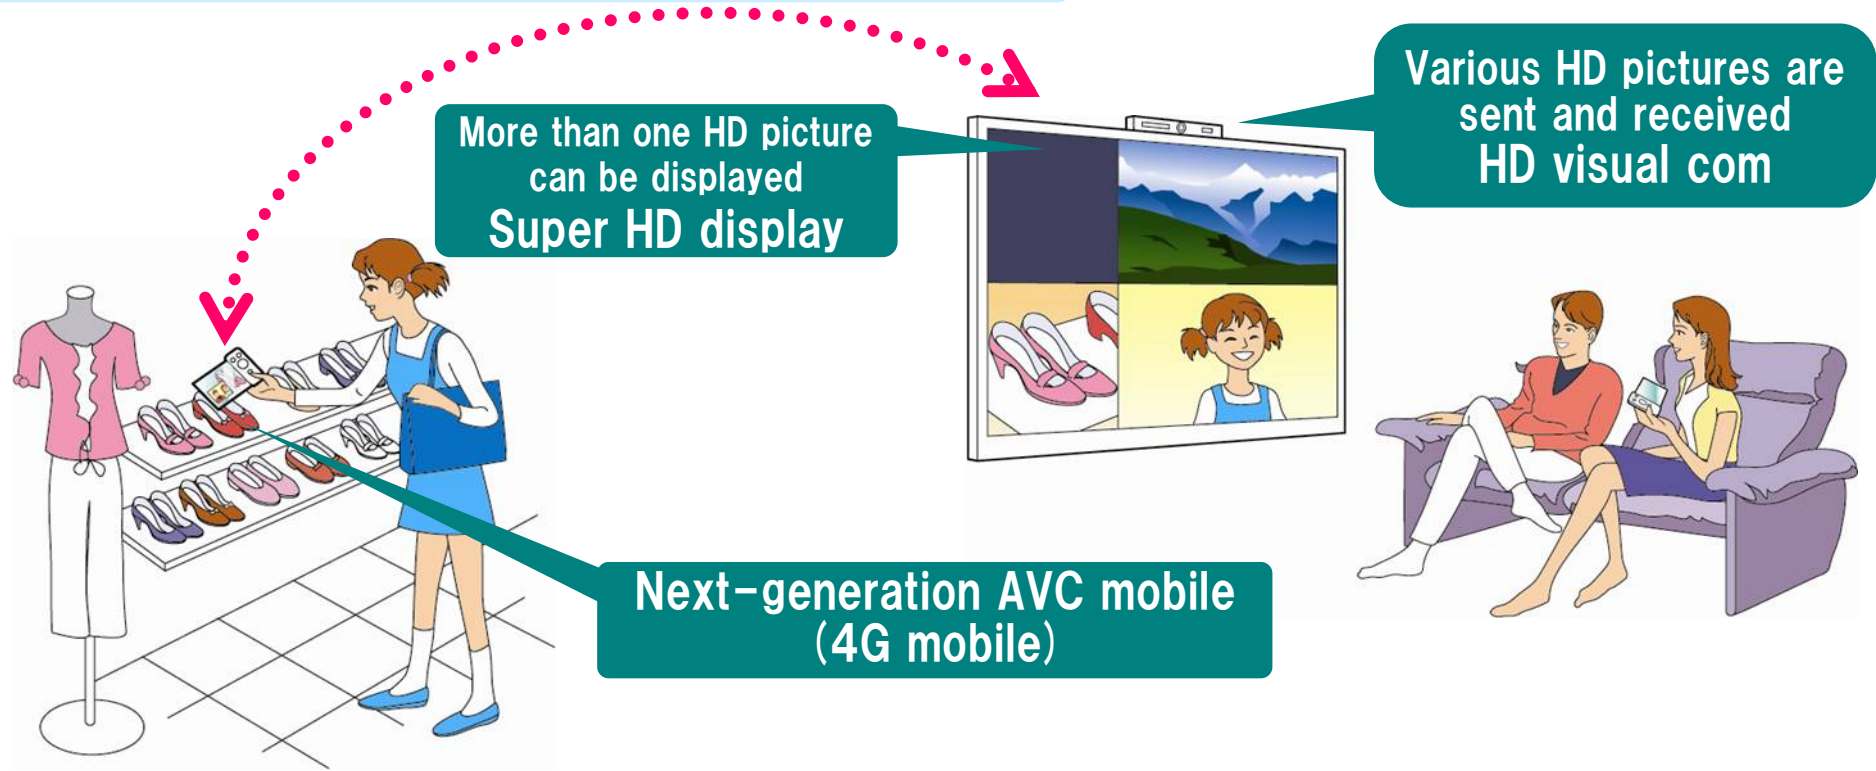 More than one HD picture
can be displayed
Super HD display
Various HD pictures are
sent and received
HD visual com
Next-generation AVC mobile
(4G mobile)